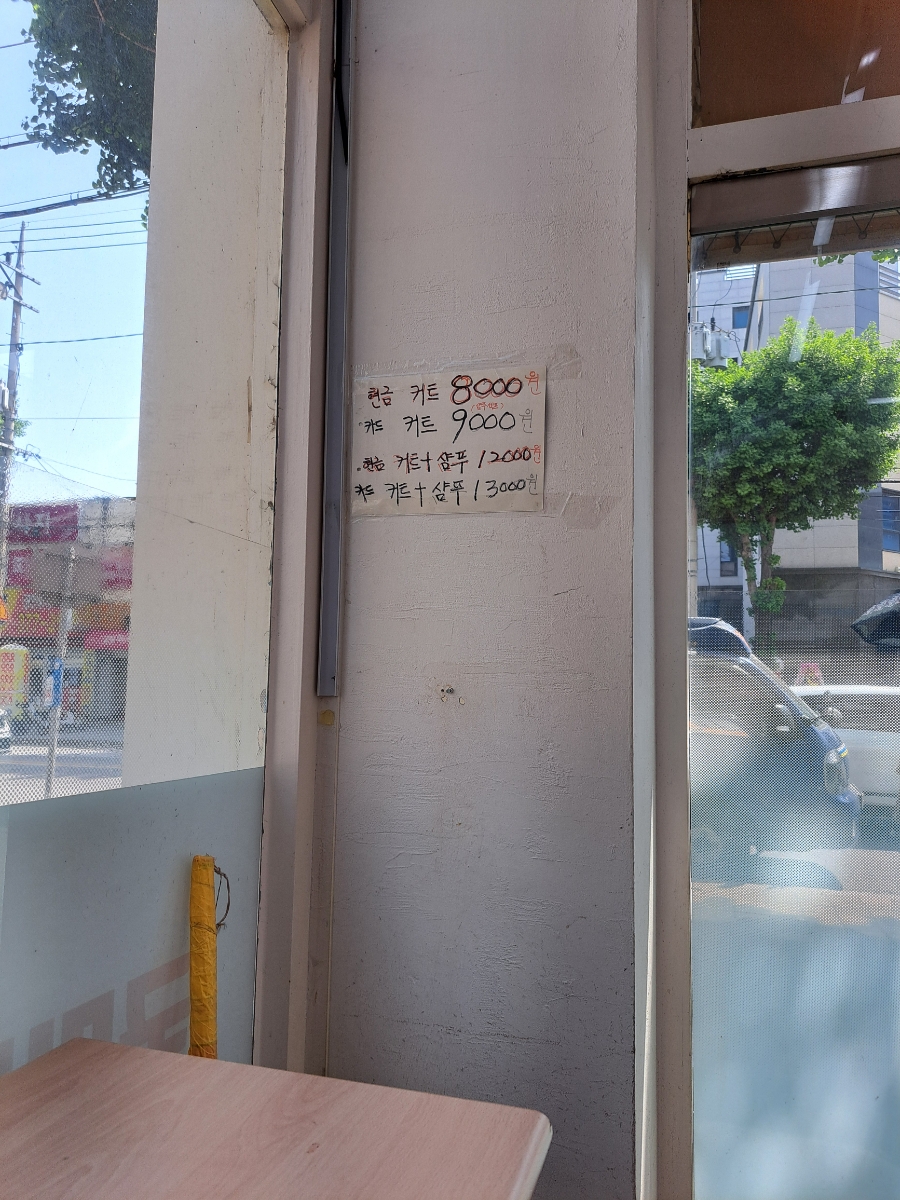 현금 커트 8000원
카드 커트 9000원
현금 커트+샴푸 12000원
카드 커트+샴푸 13000원